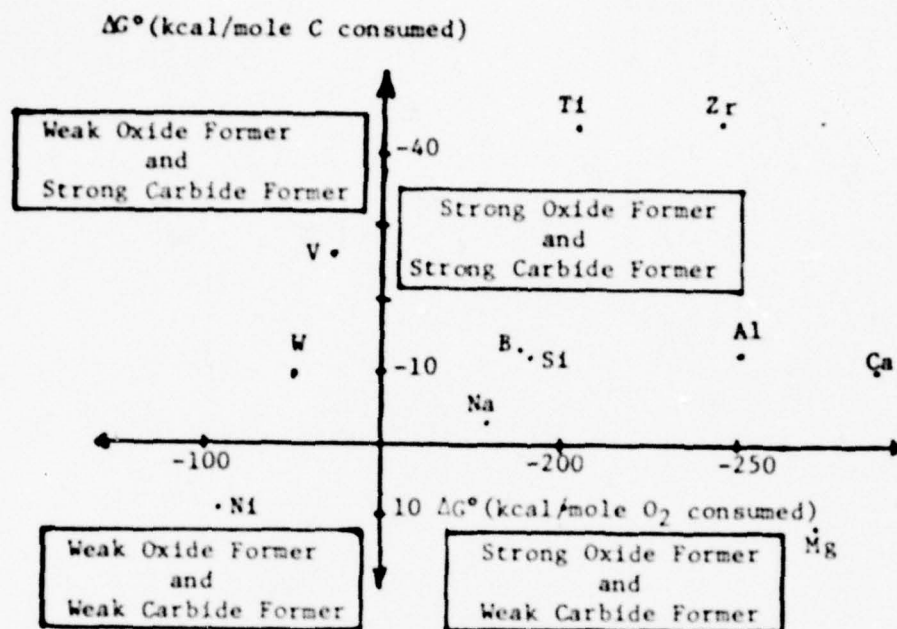 ΔG°(kcal/mole C consumed)
Ti
Zr
Weak Oxide Former
and
Strong Carbide Former
-40
Strong Oxide Former
and
Strong Carbide Former
V
W
B
Si
Al
Ca
-10
Na
-100
-200
-250
Ni
10
ΔG°(kcal/mole O₂ consumed)
Mg
Weak Oxide Former
and
Weak Carbide Former
Strong Oxide Former
and
Weak Carbide Former